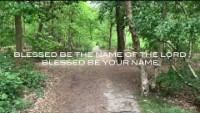 BLESSED BE THE NAME OF THE LORD
BLESSED BE YOUR NAME